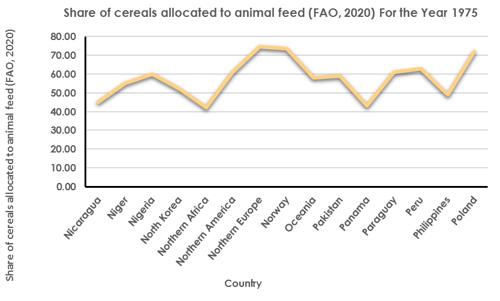 Share of cereals allocated to animal feed (FAO, 2020) For the Year 1975
Share of cereals allocated to animal feed (FAO, 2020)
80.00
70.00
60.00
50.00
40.00
30.00
20.00
10.00
0.00
Nicaragua
Niger
Nigeria
North Korea
Northern Africa
Northern America
Northern Europe
Norway
Oceania
Pakistan
Panama
Paraguay
Peru
Philippines
Poland
Country